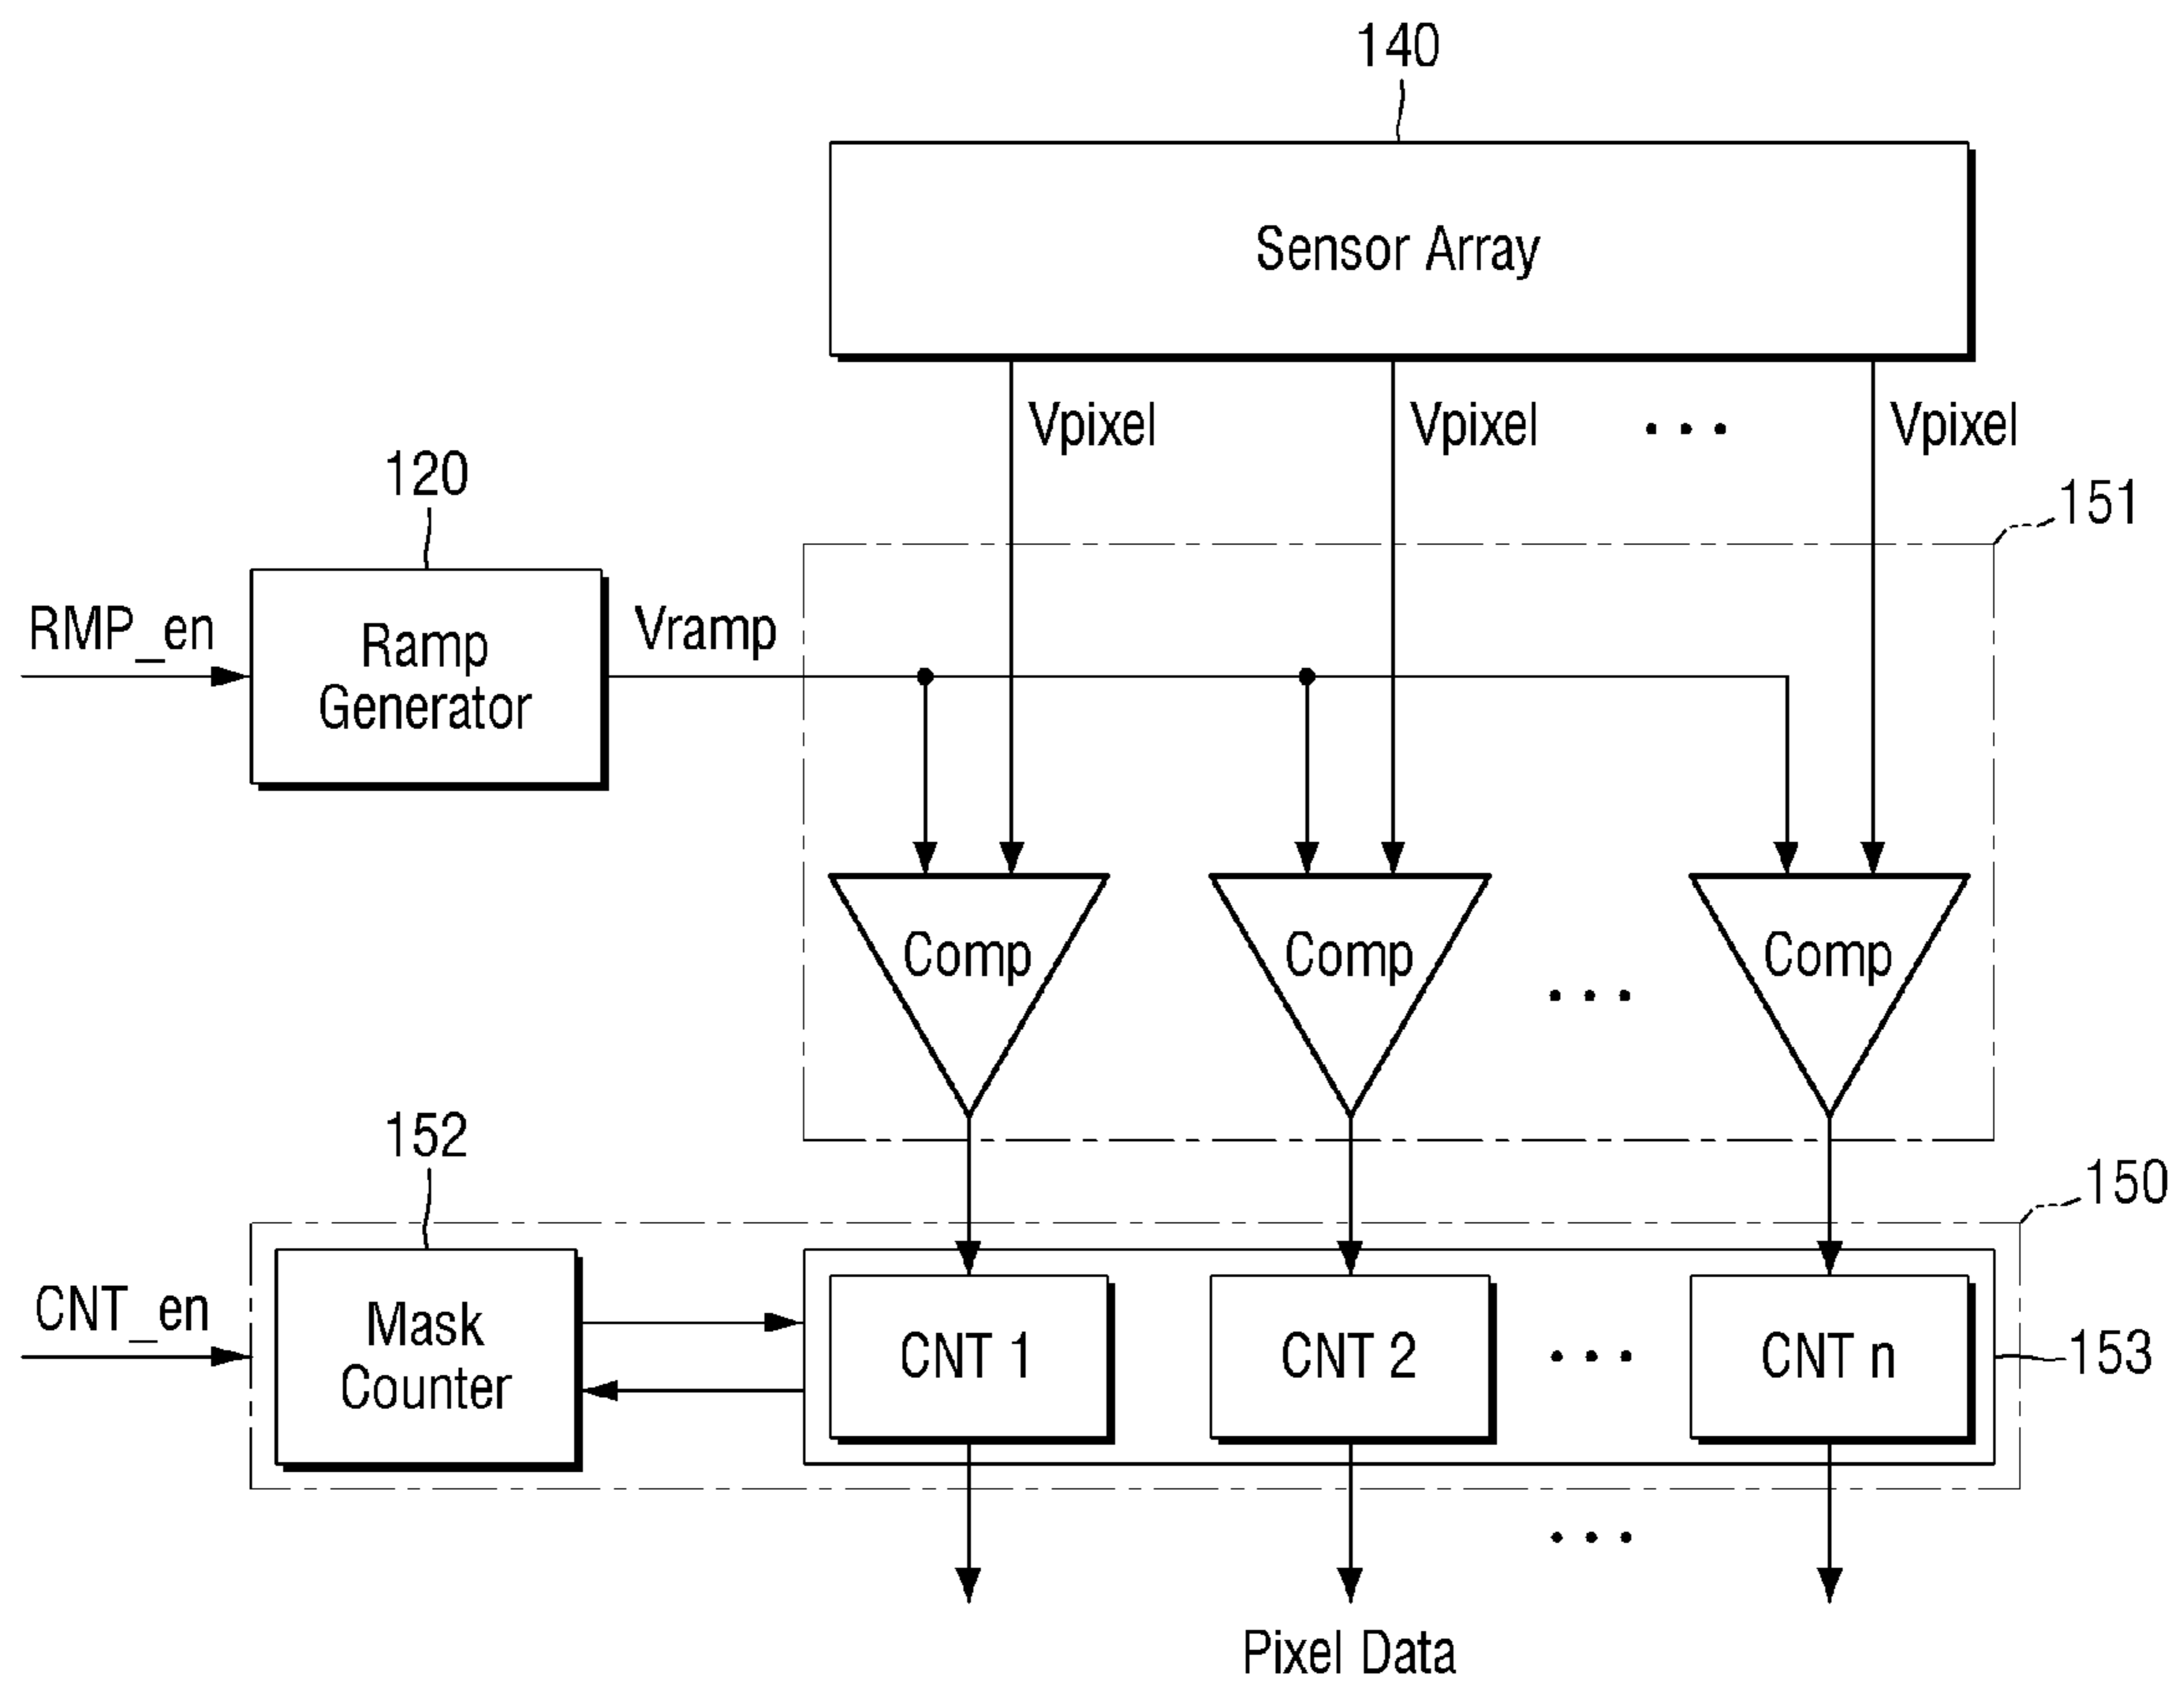 140
Sensor Array
Vpixel Vpixel ... Vpixel
120
151
RMP_en
Ramp
Generator
Vramp
Comp Comp ... Comp
152
150
CNT_en
Mask
Counter
CNT 1 CNT 2 ... CNT n
153
...
Pixel Data